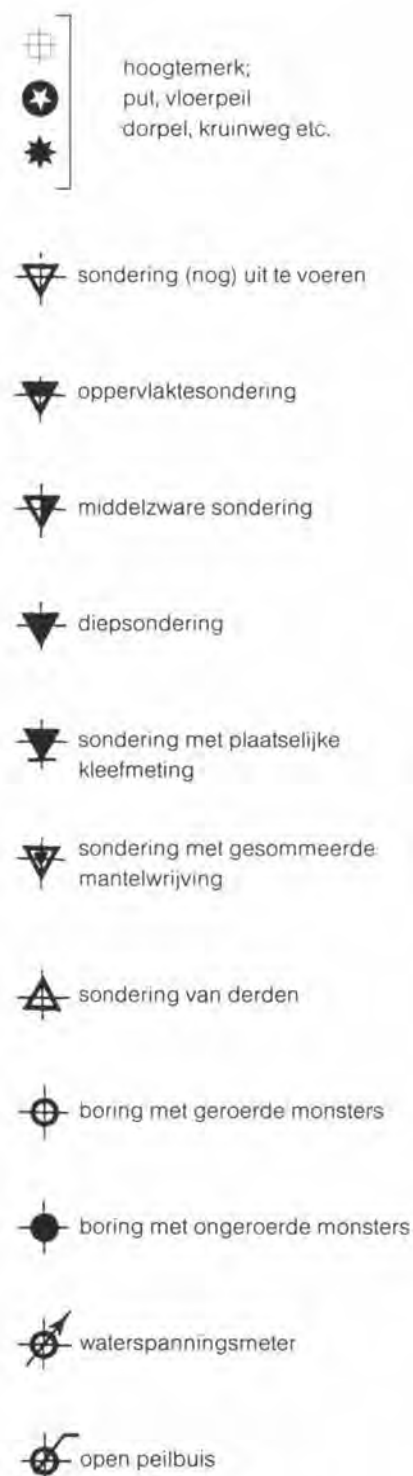 hoogtemerk;
put, vloerpeil
dorpel, kruinweg etc.
sondering (nog) uit te voeren
oppervlaktesondering
middelzware sondering
diepsondering
sondering met plaatselijke
kleefmeting
sondering met gesommeerde
mantelwrijving
sondering van derden
boring met geroerde monsters
boring met ongeroerde monsters
waterspanningsmeter
open peilbuis